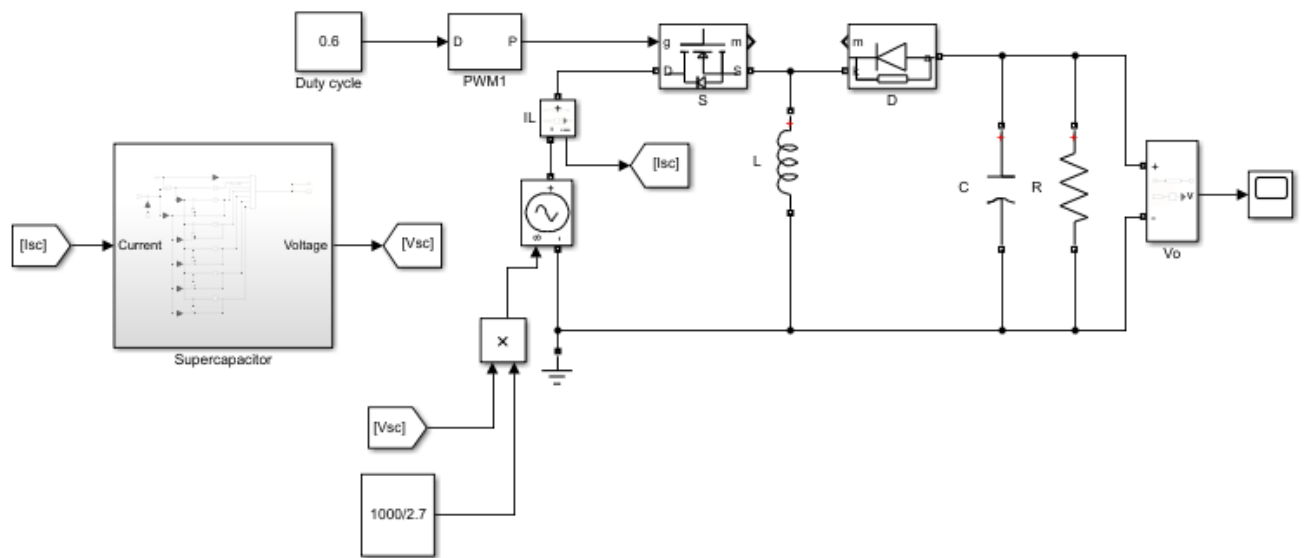 0.6
Duty cycle
D
P
PWM1
g
m
D
S
S
m
k
D
IL
[Isc]
L
C
R
+
-
v
Vo
[Isc]
Current
Voltage
Supercapacitor
[Vsc]
+
s
-
×
[Vsc]
1000/2.7